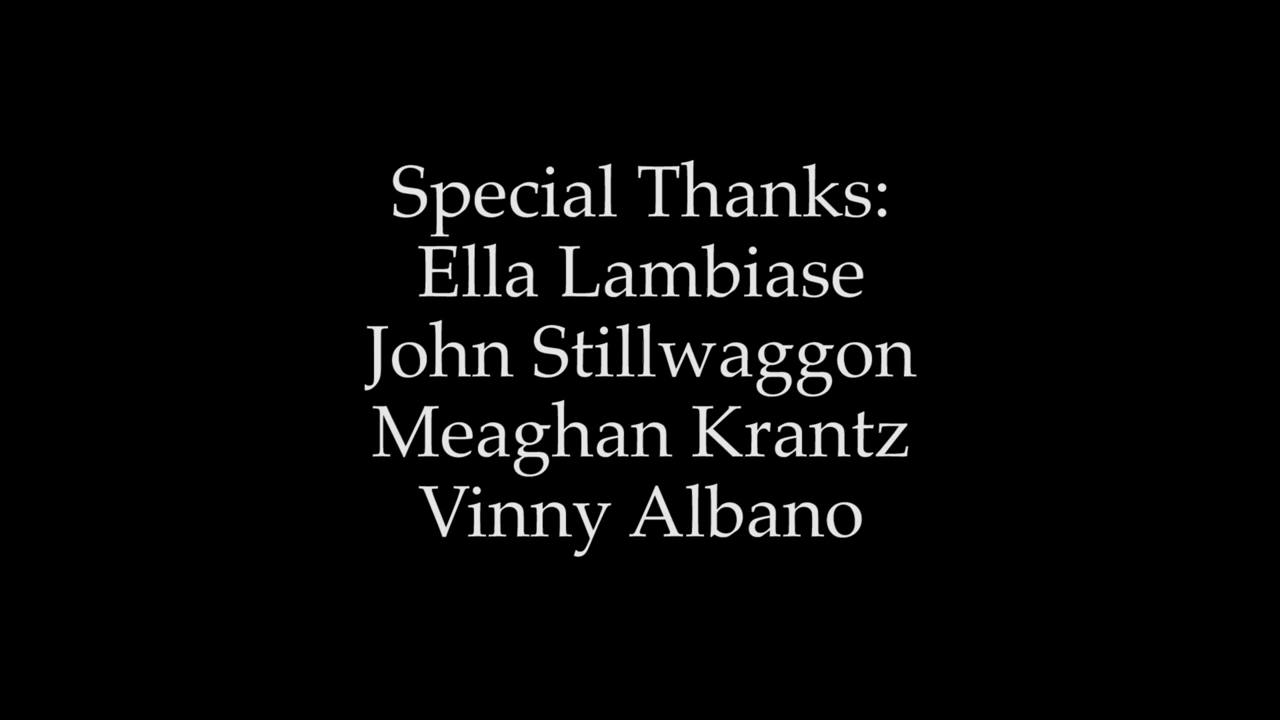 Special Thanks:
Ella Lambiase
John Stillwaggon
Meaghan Krantz
Vinny Albano